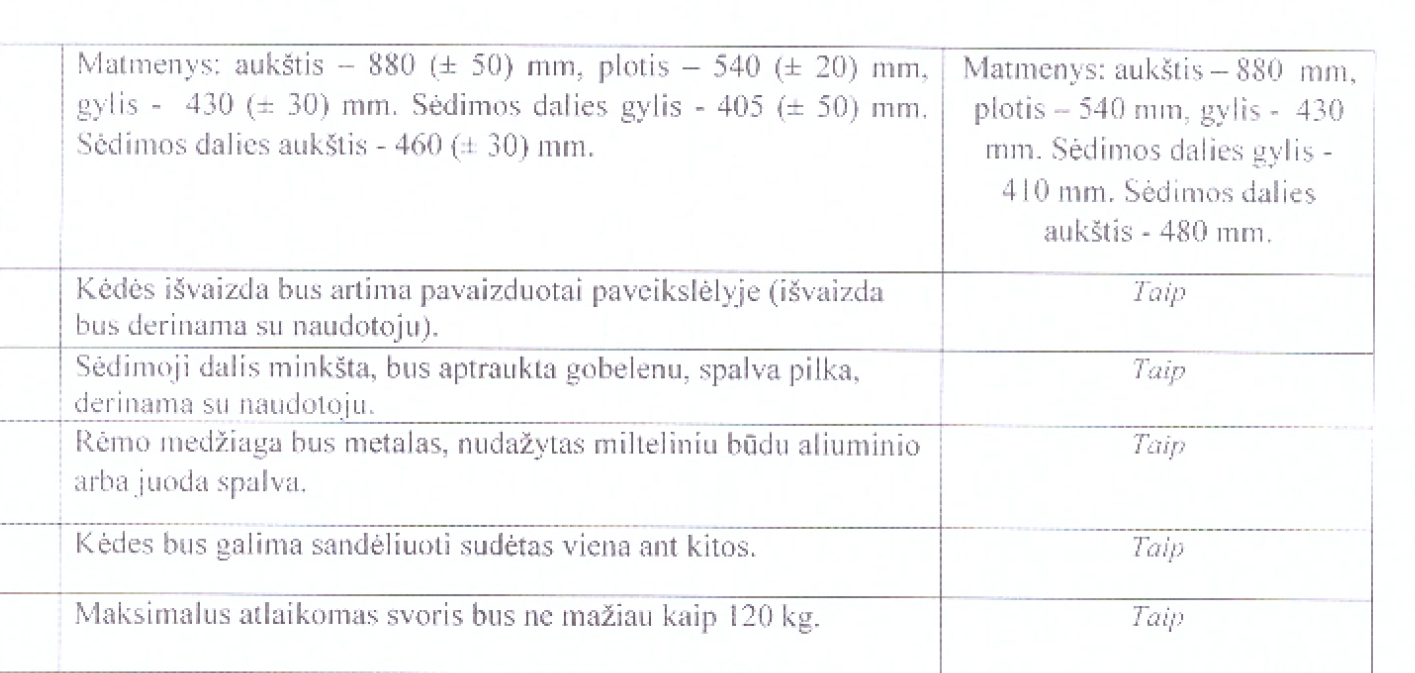 Matmenys: aukštis – 880 (± 50) mm, plotis – 540 (± 20) mm,
gylis - 430 (± 30) mm. Sėdimos dalies gylis - 405 (± 50) mm.
Sėdimos dalies aukštis - 460 (± 30) mm.
Matmenys: aukštis – 880 mm,
plotis – 540 mm, gylis - 430
mm. Sėdimos dalies gylis -
410 mm. Sėdimos dalies
aukštis - 480 mm.
Kėdės išvaizda bus artima pavaizduotai paveikslėlyje (išvaizda
bus derinama su naudotoju).
Taip
Sėdimoji dalis minkšta, bus aptraukta gobelenu, spalva pilka,
derinama su naudotoju.
Taip
Rėmo medžiaga bus metalas, nudažytas milteliniu būdu aliuminio
arba juoda spalva.
Taip
Kėdes bus galima sandėliuoti sudėtas viena ant kitos.
Taip
Maksimalus atlaikomas svoris bus ne mažiau kaip 120 kg.
Taip